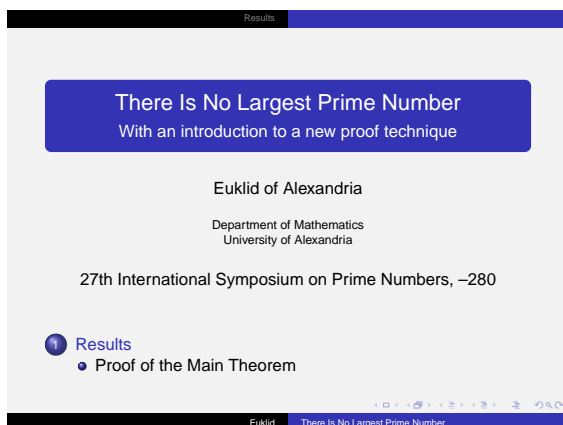 Results
There Is No Largest Prime Number
With an introduction to a new proof technique
Euklid of Alexandria
Department of Mathematics
University of Alexandria
27th International Symposium on Prime Numbers, –280
1 Results
Proof of the Main Theorem
Euklid There Is No Largest Prime Number